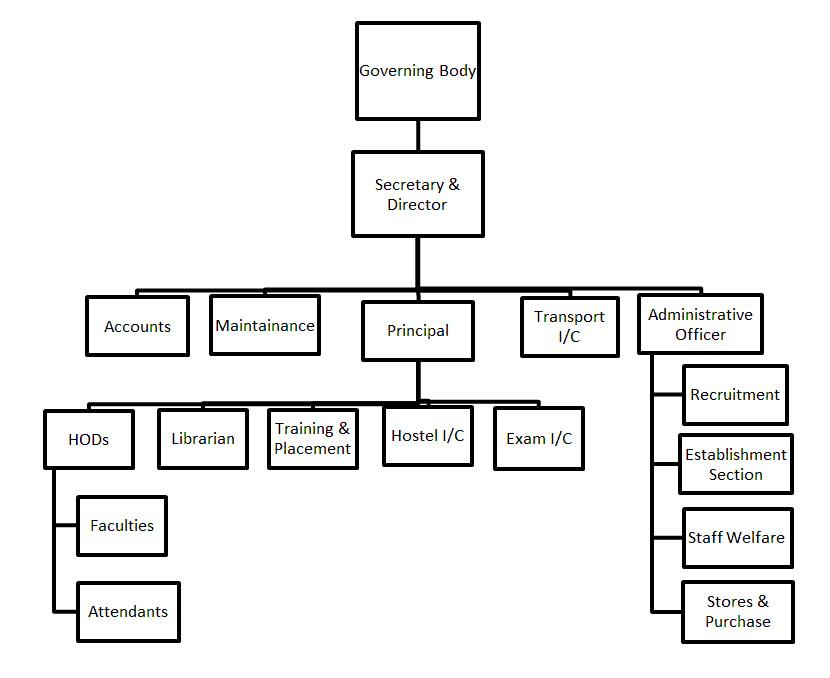 Governing Body
Secretary &
Director
Accounts
Maintainance
Principal
Transport
I/C
Administrative
Officer
Recruitment
Establishment
Section
Staff Welfare
Stores &
Purchase
HODs
Librarian
Training &
Placement
Hostel I/C
Exam I/C
Faculties
Attendants